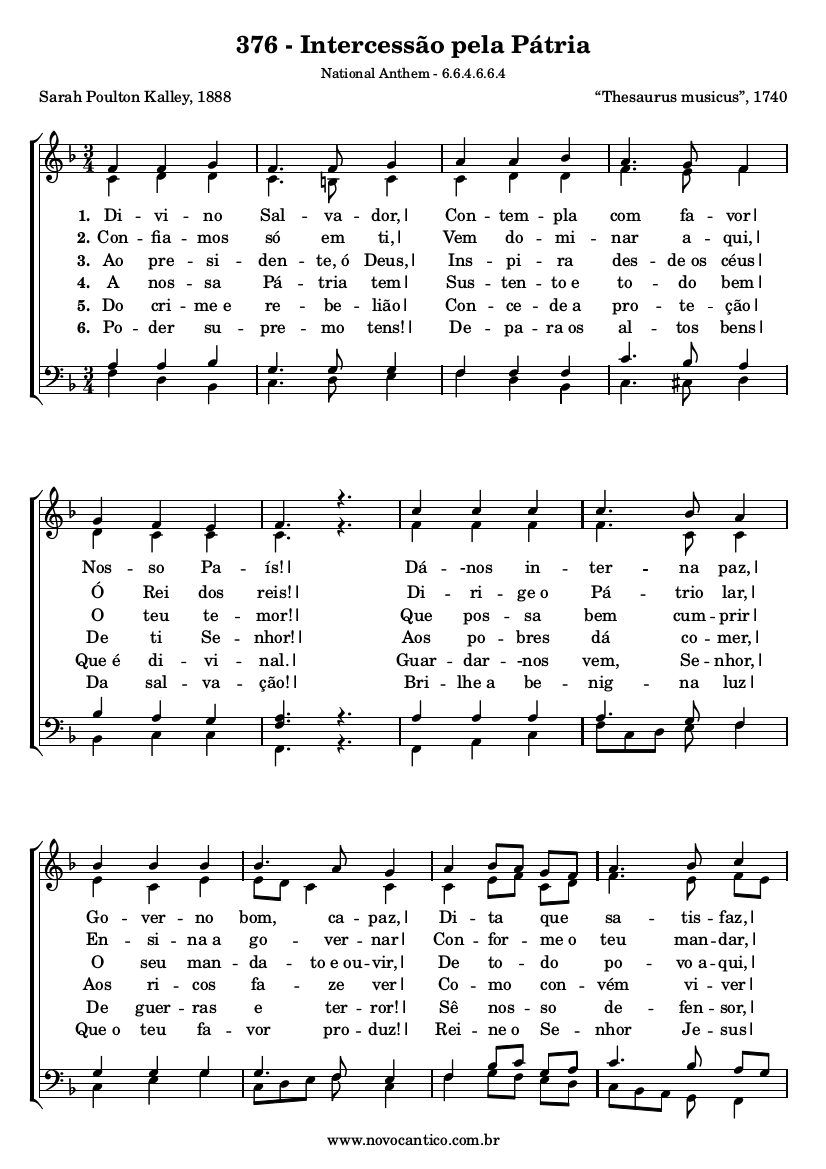 376 - Intercessão pela Pátria
National Anthem - 6.6.4.6.6.4
Sarah Poulton Kalley, 1888
“Thesaurus musicus”, 1740
3 4
1. Di -- vi -- no Sal -- va -- dor, | Con -- tem -- pla com fa -- vor |
2. Con -- fia -- mos só em ti, | Vem do -- mi -- nar a -- qui, |
3. Ao pre -- si -- den -- te, ó Deus, | Ins -- pi -- ra des -- de os céus |
4. A nos -- sa Pá -- tria tem | Sus -- ten -- to e to -- do bem |
5. Do cri -- me e re -- be -- lião | Con -- ce -- de a pro -- te -- ção |
6. Po -- der su -- pre -- mo tens! | De -- pa -- ra os al -- tos bens |
3 4
Nos -- so Pa -- ís! | Dá -- -nos in -- ter -- na paz, |
Ó Rei dos reis! | Di -- ri -- ge o Pá -- trio lar, |
O teu te -- mor! | Que pos -- sa bem cum -- prir |
De ti Se -- nhor! | Aos po -- bres dá co -- mer, |
Que é di -- vi -- nal. | Guar -- dar -- -nos vem, Se -- nhor, |
Da sal -- va -- ção! | Bri -- lhe a be -- nig -- na luz |
Go -- ver -- no bom, ca -- paz, | Di -- ta que sa -- tis -- faz, |
En -- si -- na a go -- ver -- nar | Con -- for -- me o teu man -- dar, |
O seu man -- da -- to e ou -- vir, | De to -- do po -- vo a -- qui, |
Aos ri -- cos fa -- ze ver | Co -- mo con -- vém vi -- ver |
De guer -- ras e ter -- ror! | Sê nos -- so de -- fen -- sor, |
Que o teu fa -- vor pro -- duz! | Rei -- ne o Se -- nhor Je -- sus |
www.novocantico.com.br